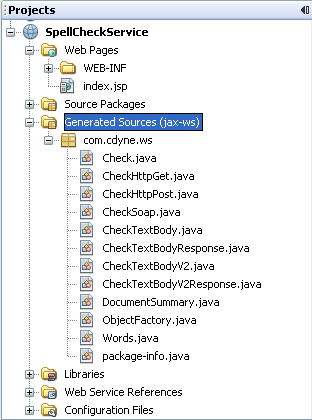 Projects
SpellCheckService
Web Pages
WEB-INF
index.jsp
Source Packages
Generated Sources (jax-ws)
com.cdyne.ws
Check.java
CheckHttpGet.java
CheckHttpPost.java
CheckSoap.java
CheckTextBody.java
CheckTextBodyResponse.java
CheckTextBodyV2.java
CheckTextBodyV2Response.java
DocumentSummary.java
ObjectFactory.java
Words.java
package-info.java
Libraries
Web Service References
Configuration Files